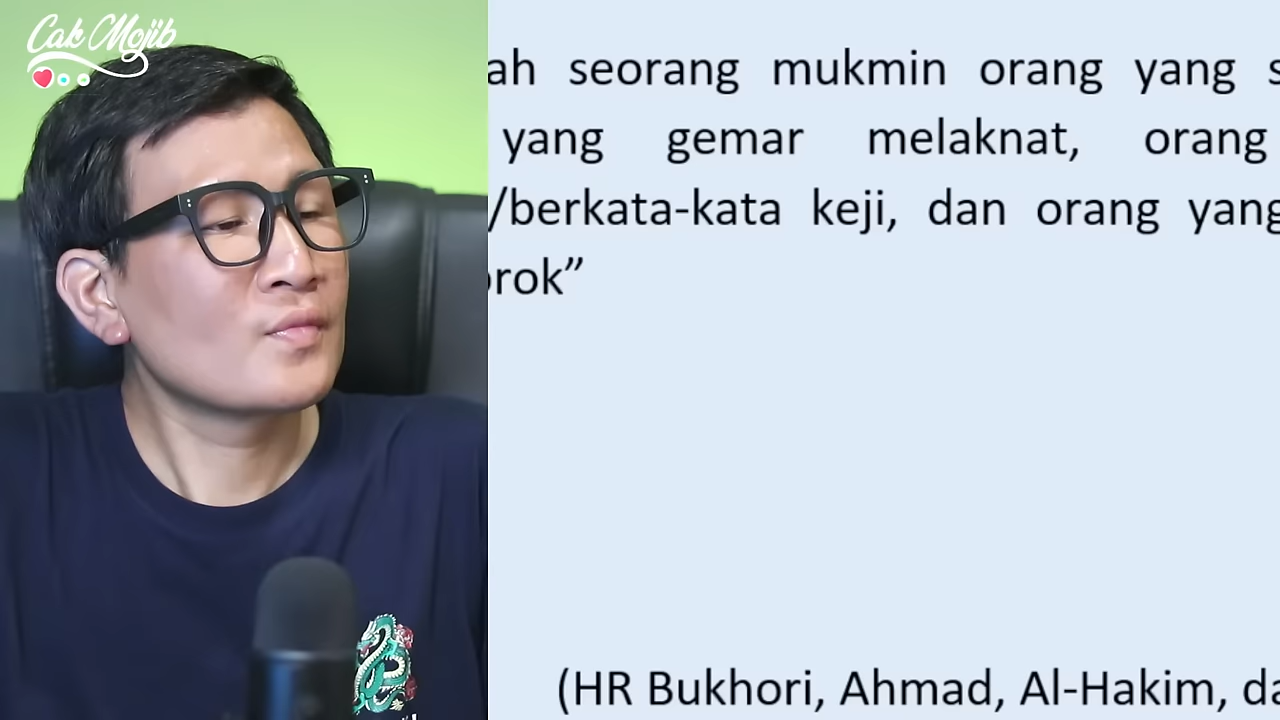 Cak Mojib
ah seorang mukmin orang yang s
yang gemar melaknat, orang
/berkata-kata keji, dan orang yang
orok”
(HR Bukhori, Ahmad, Al-Hakim, da